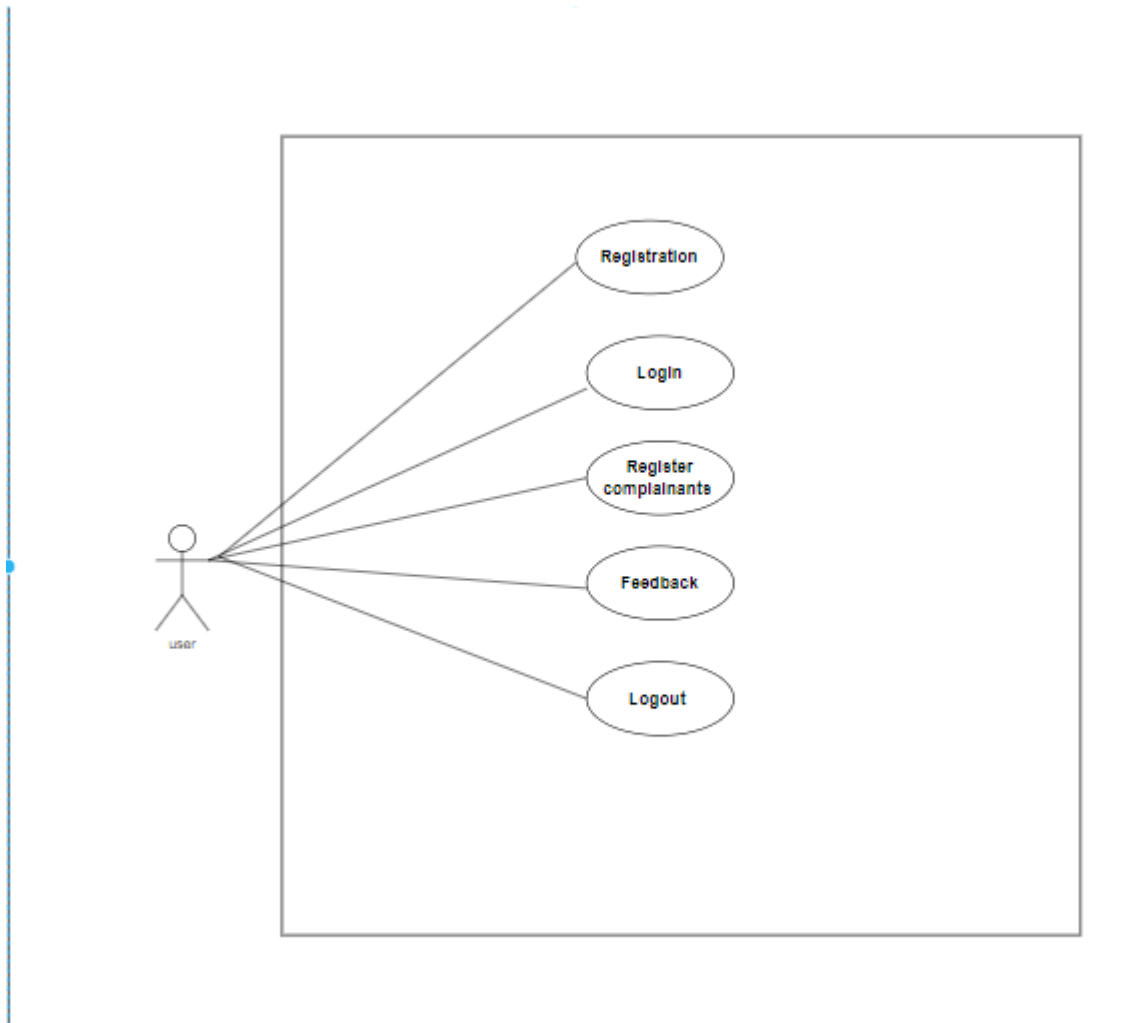 Registration
Login
Register
complainants
Feedback
Logout
user